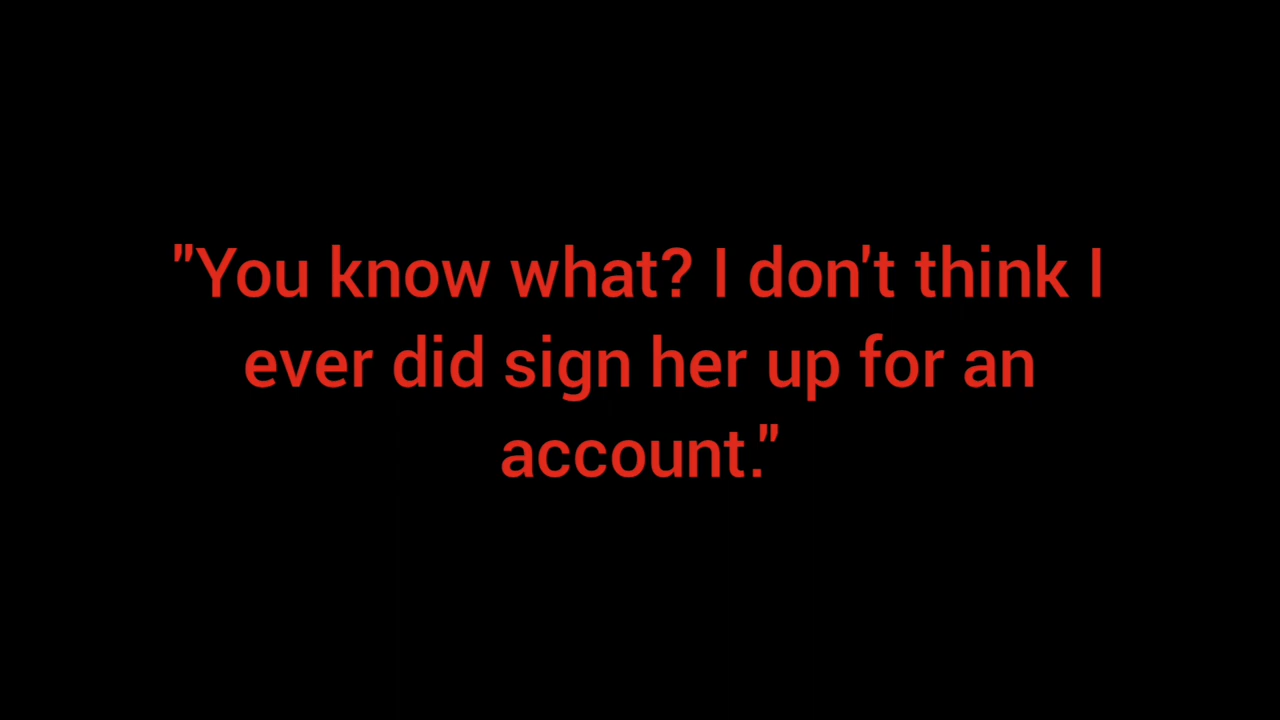 "You know what? I don't think I
ever did sign her up for an
account."